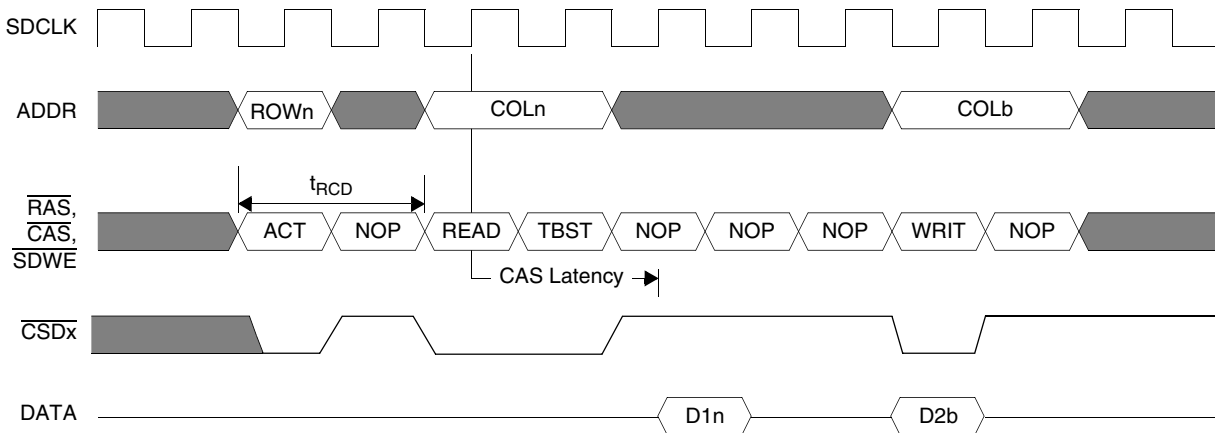 SDCLK
ADDR
ROWn
COLn
COLb
tRCD
RAS,
CAS,
SDWE
ACT
NOP
READ
TBST
NOP
NOP
NOP
WRIT
NOP
CAS Latency
CSDx
DATA
D1n
D2b